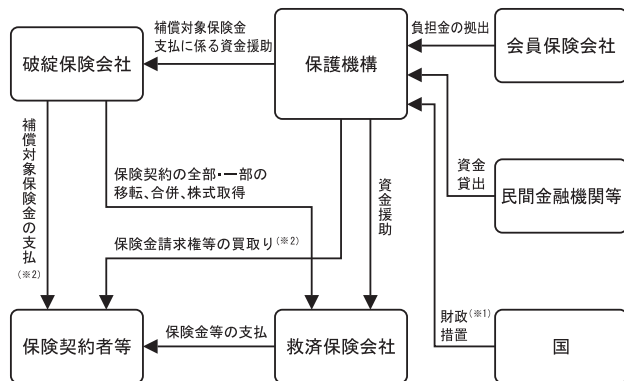 補償対象保険金
支払に係る資金援助
負担金の拠出
破綻保険会社
保護機構
会員保険会社
補償対象保険金の支払(※2)
保険契約の全部・一部の
移転、合併、株式取得
資金援助
資金
貸出
民間金融機関等
保険金請求権等の買取り(※2)
財政(※1)
措置
保険契約者等
保険金等の支払
救済保険会社
国